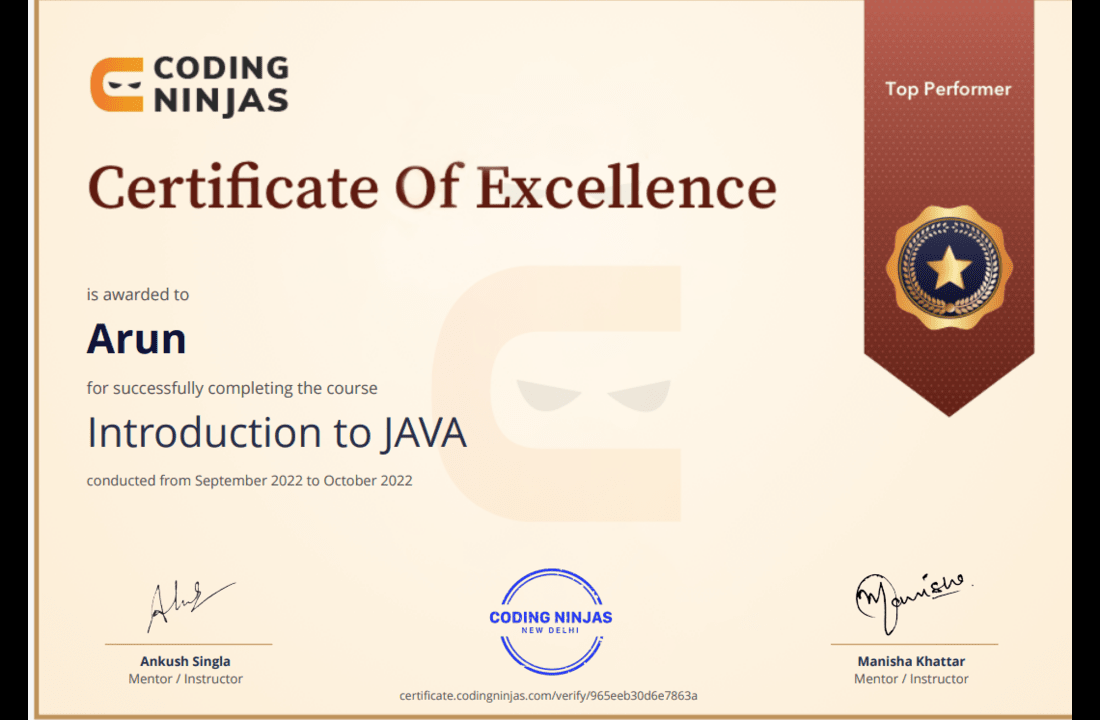 CODING
NINJAS
Top Performer
Certificate Of Excellence
is awarded to
Arun
for successfully completing the course
Introduction to JAVA
conducted from September 2022 to October 2022
Manisha
CODING NINJAS
NEW DELHI
Ankush Singla
Mentor / Instructor
Manisha Khattar
Mentor / Instructor
certificate.codingninjas.com/verify/965eeb30d6e7863a